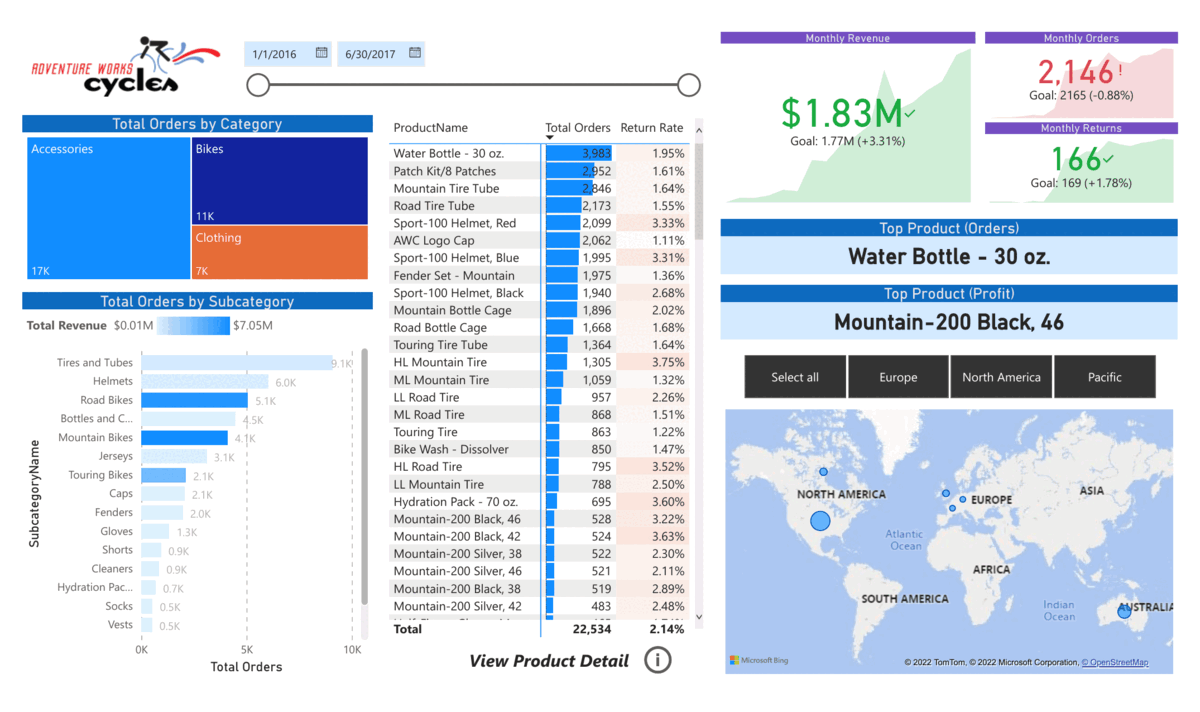 ADVENTURE WORKS
cycles
1/1/2016 6/30/2017
Total Orders by Category
Accessories
17K
Bikes
11K
Clothing
7K
Total Orders by Subcategory
Total Revenue $0.01M $7.05M
SubcategoryName
Tires and Tubes 9.1K
Helmets 6.0K
Road Bikes 5.1K
Bottles and C... 4.5K
Mountain Bikes 4.1K
Jerseys 3.1K
Touring Bikes 2.1K
Caps 2.1K
Fenders 2.0K
Gloves 1.3K
Shorts 0.9K
Cleaners 0.9K
Hydration Pac... 0.7K
Socks 0.5K
Vests 0.5K
0K 5K 10K
Total Orders
ProductName Total Orders Return Rate
Water Bottle - 30 oz. 3,983 1.95%
Patch Kit/8 Patches 2,952 1.61%
Mountain Tire Tube 2,846 1.64%
Road Tire Tube 2,173 1.55%
Sport-100 Helmet, Red 2,099 3.33%
AWC Logo Cap 2,062 1.11%
Sport-100 Helmet, Blue 1,995 3.31%
Fender Set - Mountain 1,975 1.36%
Sport-100 Helmet, Black 1,940 2.68%
Mountain Bottle Cage 1,896 2.02%
Road Bottle Cage 1,668 1.68%
Touring Tire Tube 1,364 1.64%
HL Mountain Tire 1,305 3.75%
ML Mountain Tire 1,059 1.32%
LL Road Tire 957 2.26%
ML Road Tire 868 1.51%
Touring Tire 863 1.22%
Bike Wash - Dissolver 850 1.47%
HL Road Tire 795 3.52%
LL Mountain Tire 788 2.50%
Hydration Pack - 70 oz. 695 3.60%
Mountain-200 Black, 46 528 3.22%
Mountain-200 Black, 42 524 3.63%
Mountain-200 Silver, 38 522 2.30%
Mountain-200 Silver, 46 521 2.11%
Mountain-200 Black, 38 519 2.89%
Mountain-200 Silver, 42 483 2.48%
Total 22,534 2.14%
View Product Detail
Monthly Revenue
$1.83M
Goal: 1.77M (+3.31%)
Monthly Orders
2,146!
Goal: 2165 (-0.88%)
Monthly Returns
166
Goal: 169 (+1.78%)
Top Product (Orders)
Water Bottle - 30 oz.
Top Product (Profit)
Mountain-200 Black, 46
Select all Europe North America Pacific
NORTH AMERICA
EUROPE
ASIA
Atlantic
Ocean
AFRICA
SOUTH AMERICA
Indian
Ocean
AUSTRALIA
Microsoft Bing
© 2022 TomTom, © 2022 Microsoft Corporation, © OpenStreetMap